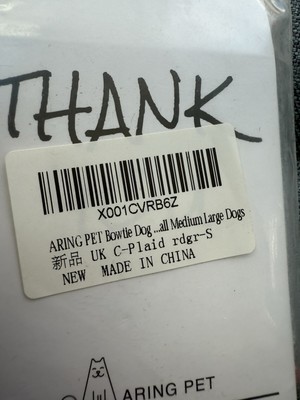 THANK
X001CVRB6Z
ARING PET Bowtie Dog ...all Medium Large Dogs
新品 UK C-Plaid rdgr-S
NEW MADE IN CHINA
ARING PET